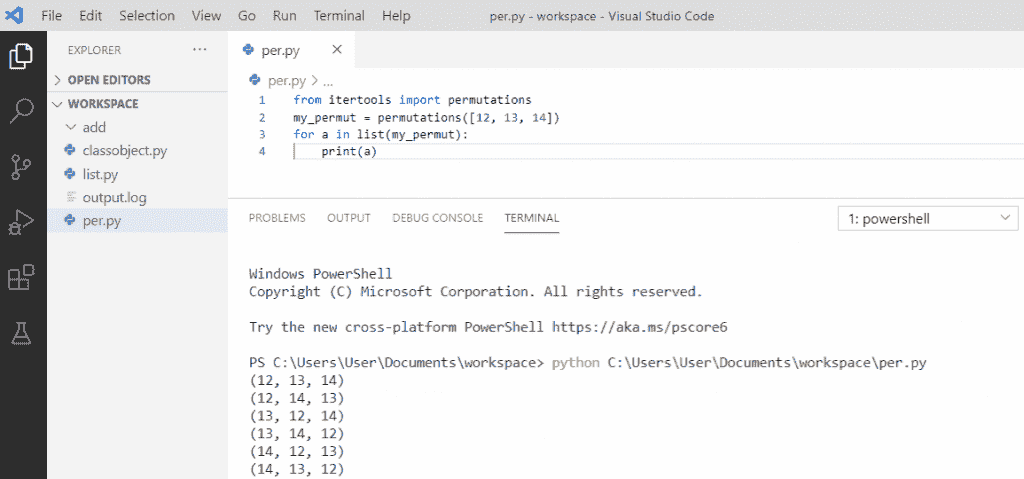 File Edit Selection View Go Run Terminal Help per.py - workspace - Visual Studio Code
EXPLORER ···
OPEN EDITORS
WORKSPACE
add
classobject.py
list.py
output.log
per.py
per.py
per.py > ...
1 from itertools import permutations
2 my_permut = permutations([12, 13, 14])
3 for a in list(my_permut):
4     print(a)
PROBLEMS OUTPUT DEBUG CONSOLE TERMINAL 1: powershell
Windows PowerShell
Copyright (C) Microsoft Corporation. All rights reserved.
Try the new cross-platform PowerShell https://aka.ms/pscore6
PS C:\Users\User\Documents\workspace> python C:\Users\User\Documents\workspace\per.py
(12, 13, 14)
(12, 14, 13)
(13, 12, 14)
(13, 14, 12)
(14, 12, 13)
(14, 13, 12)